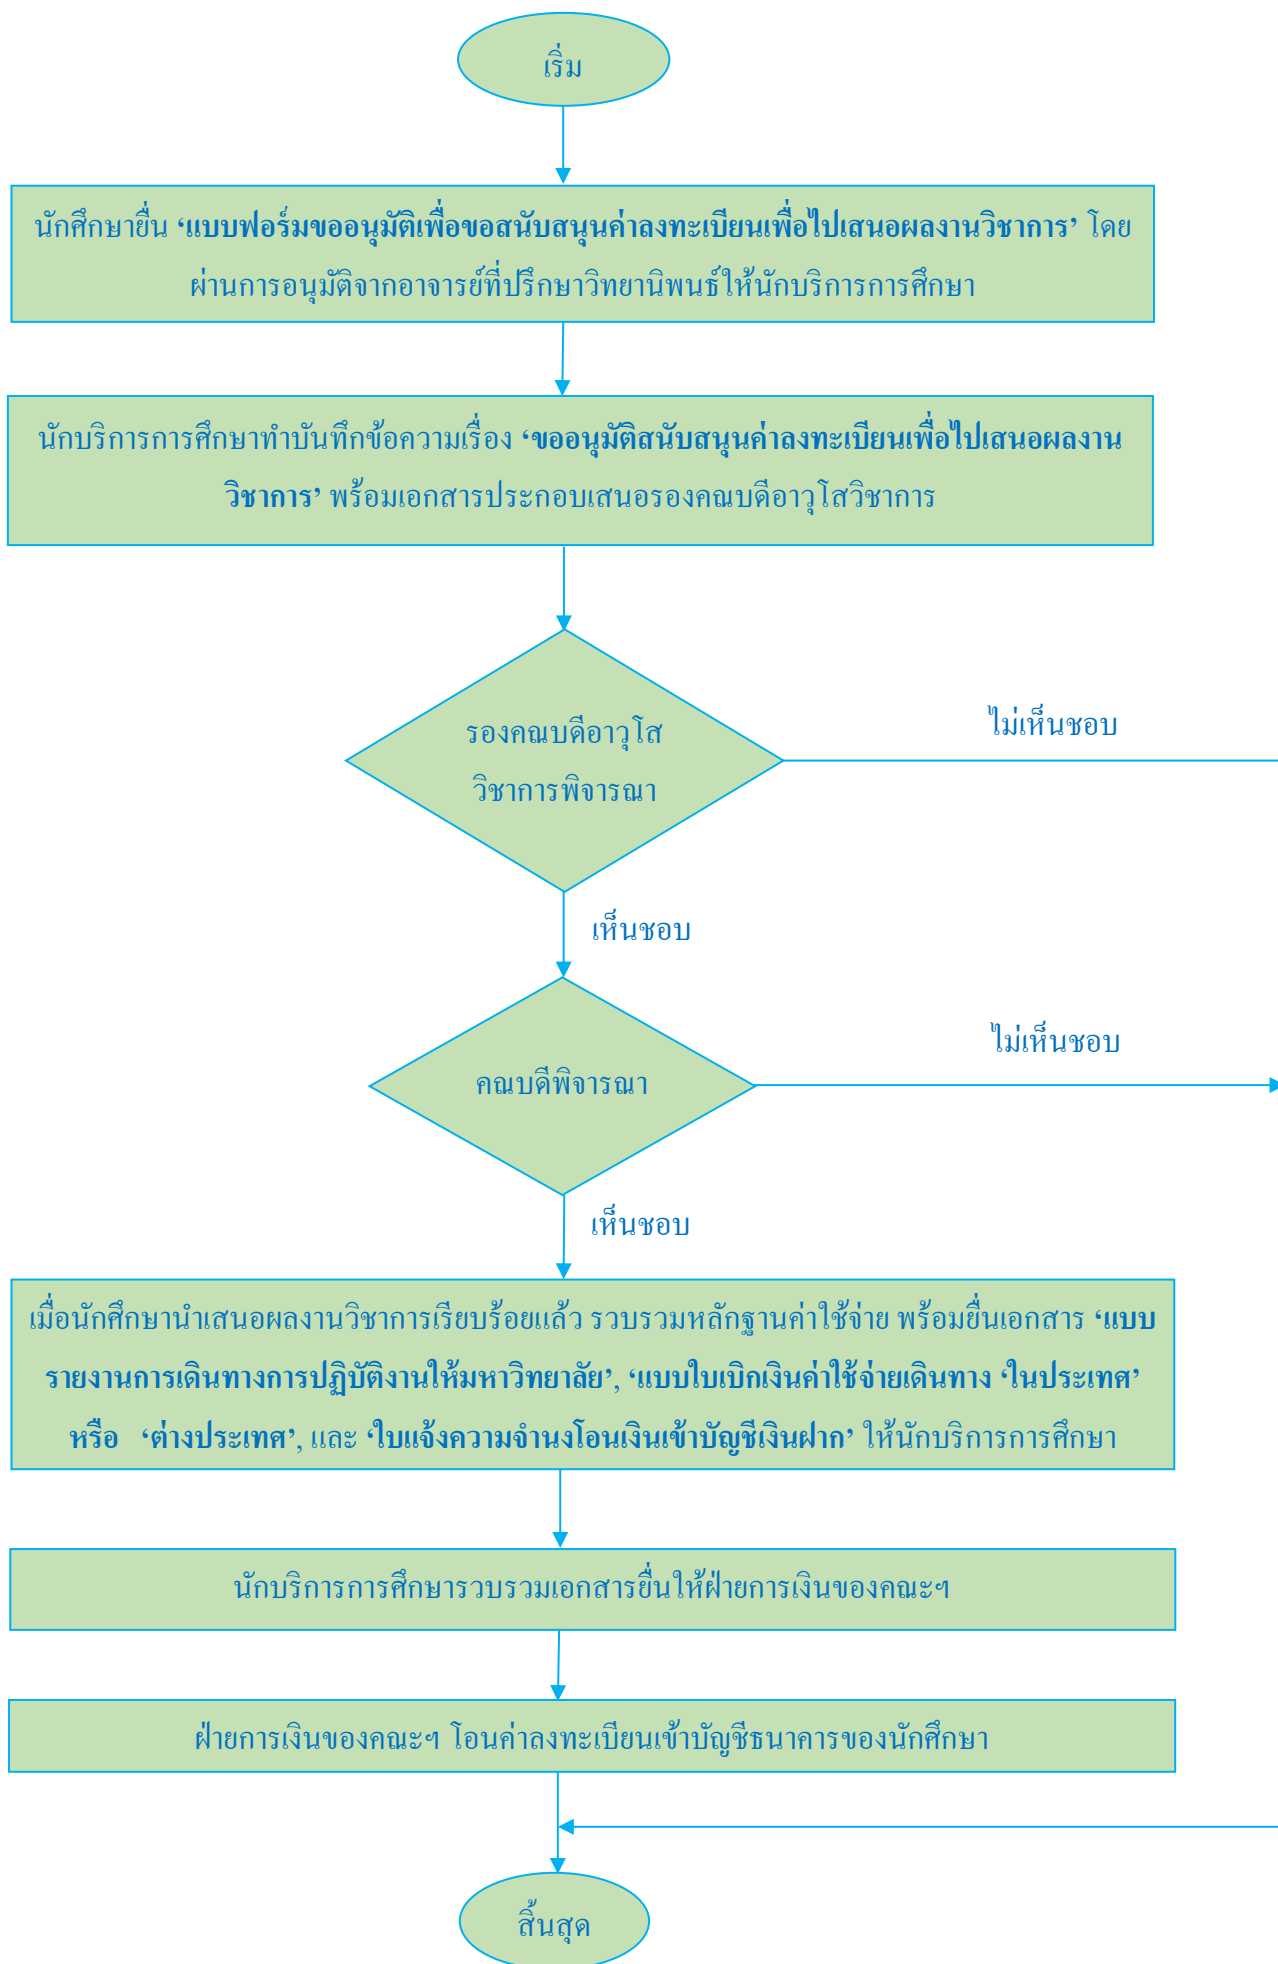 เริ่ม
นักศึกษายื่น ‘แบบฟอร์มขออนุมัติเพื่อขอสนับสนุนค่าลงทะเบียนเพื่อไปเสนอผลงานวิชาการ’ โดย
ผ่านการอนุมัติจากอาจารย์ที่ปรึกษาวิทยานิพนธ์ให้นักบริการการศึกษา
นักบริการการศึกษาทำบันทึกข้อความเรื่อง ‘ขออนุมัติสนับสนุนค่าลงทะเบียนเพื่อไปเสนอผลงาน
วิชาการ’ พร้อมเอกสารประกอบเสนอรองคณบดีอาวุโสวิชาการ
รองคณบดีอาวุโส
วิชาการพิจารณา
ไม่เห็นชอบ
เห็นชอบ
คณบดีพิจารณา
ไม่เห็นชอบ
เห็นชอบ
เมื่อนักศึกษานำเสนอผลงานวิชาการเรียบร้อยแล้ว รวบรวมหลักฐานค่าใช้จ่าย พร้อมยื่นเอกสาร ‘แบบ
รายงานการเดินทางการปฏิบัติงานให้มหาวิทยาลัย’, ‘แบบใบเบิกเงินค่าใช้จ่ายเดินทาง ‘ในประเทศ’
หรือ ‘ต่างประเทศ’, และ ‘ใบแจ้งความจำนงโอนเงินเข้าบัญชีเงินฝาก’ ให้นักบริการการศึกษา
นักบริการการศึกษารวบรวมเอกสารยื่นให้ฝ่ายการเงินของคณะฯ
ฝ่ายการเงินของคณะฯ โอนค่าลงทะเบียนเข้าบัญชีธนาคารของนักศึกษา
สิ้นสุด